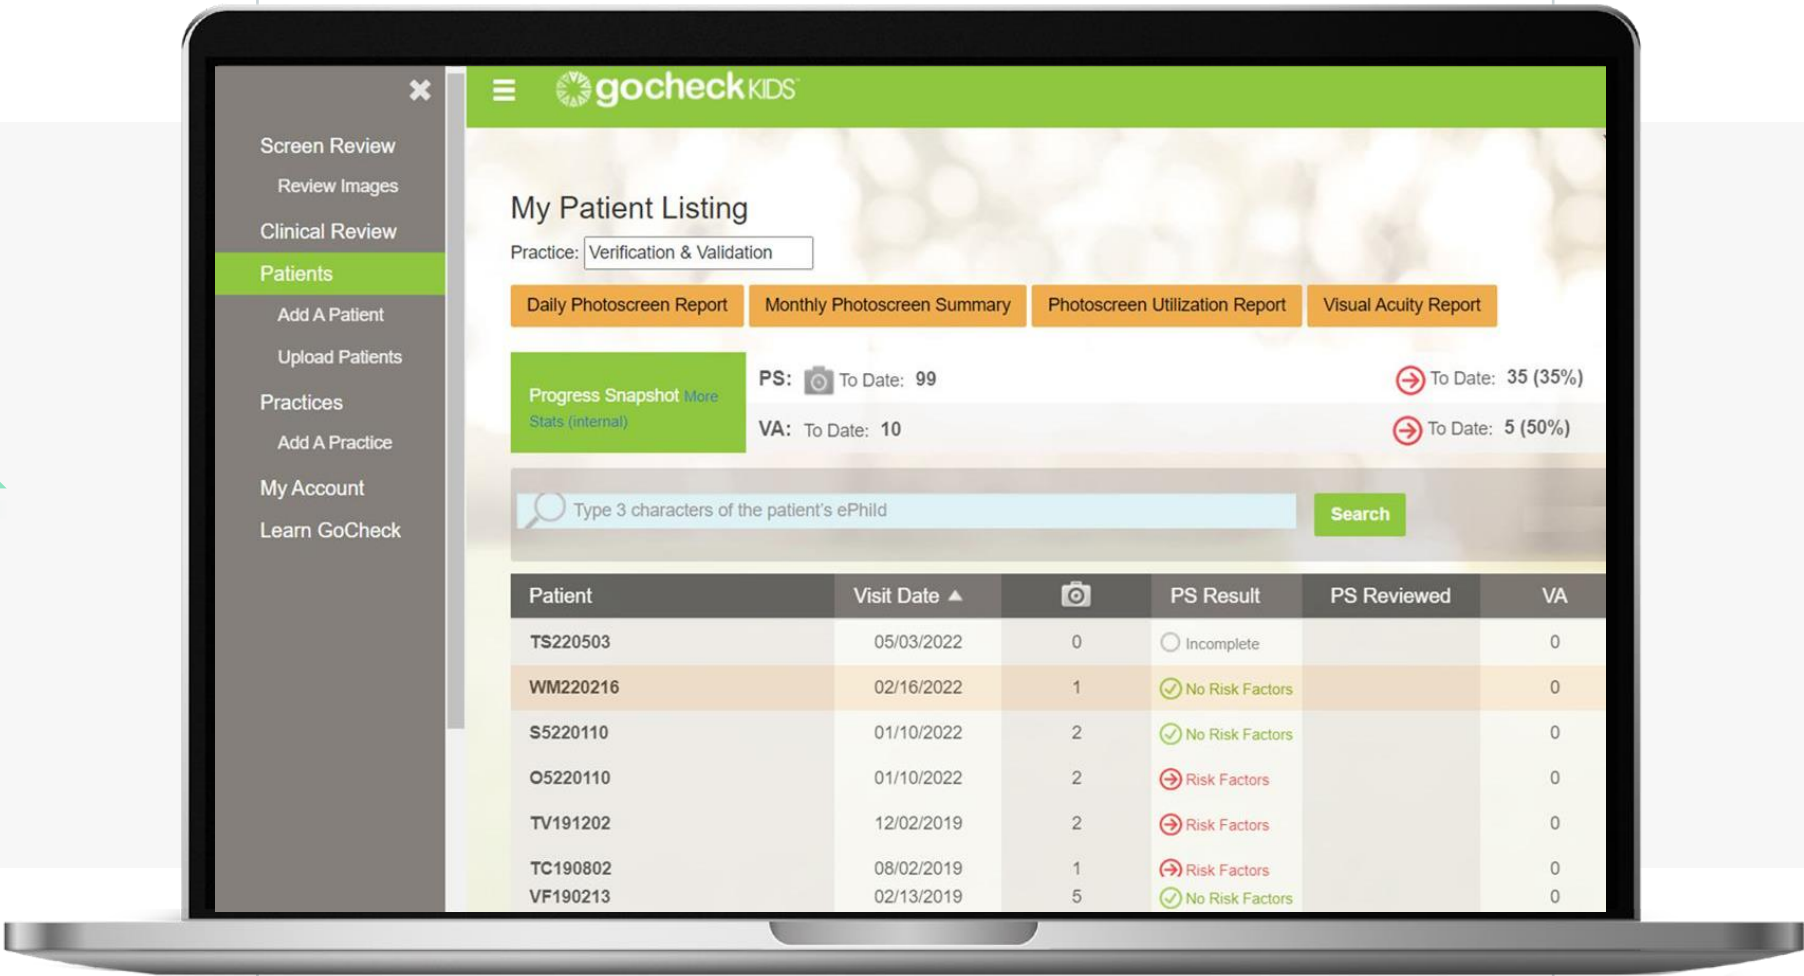 gocheck KIDS
Screen Review
Review Images
Clinical Review
Patients
Add A Patient
Upload Patients
Practices
Add A Practice
My Account
Learn GoCheck
My Patient Listing
Practice: Verification & Validation
Daily Photoscreen Report Monthly Photoscreen Summary Photoscreen Utilization Report Visual Acuity Report
Progress Snapshot More
Stats (internal)
PS: To Date: 99 To Date: 35 (35%)
VA: To Date: 10 To Date: 5 (50%)
Type 3 characters of the patient's ePhiId Search
Patient Visit Date PS Result PS Reviewed VA
TS220503 05/03/2022 0 Incomplete 0
WM220216 02/16/2022 1 No Risk Factors 0
S5220110 01/10/2022 2 No Risk Factors 0
O5220110 01/10/2022 2 Risk Factors 0
TV191202 12/02/2019 2 Risk Factors 0
TC190802 08/02/2019 1 Risk Factors 0
VF190213 02/13/2019 5 No Risk Factors 0